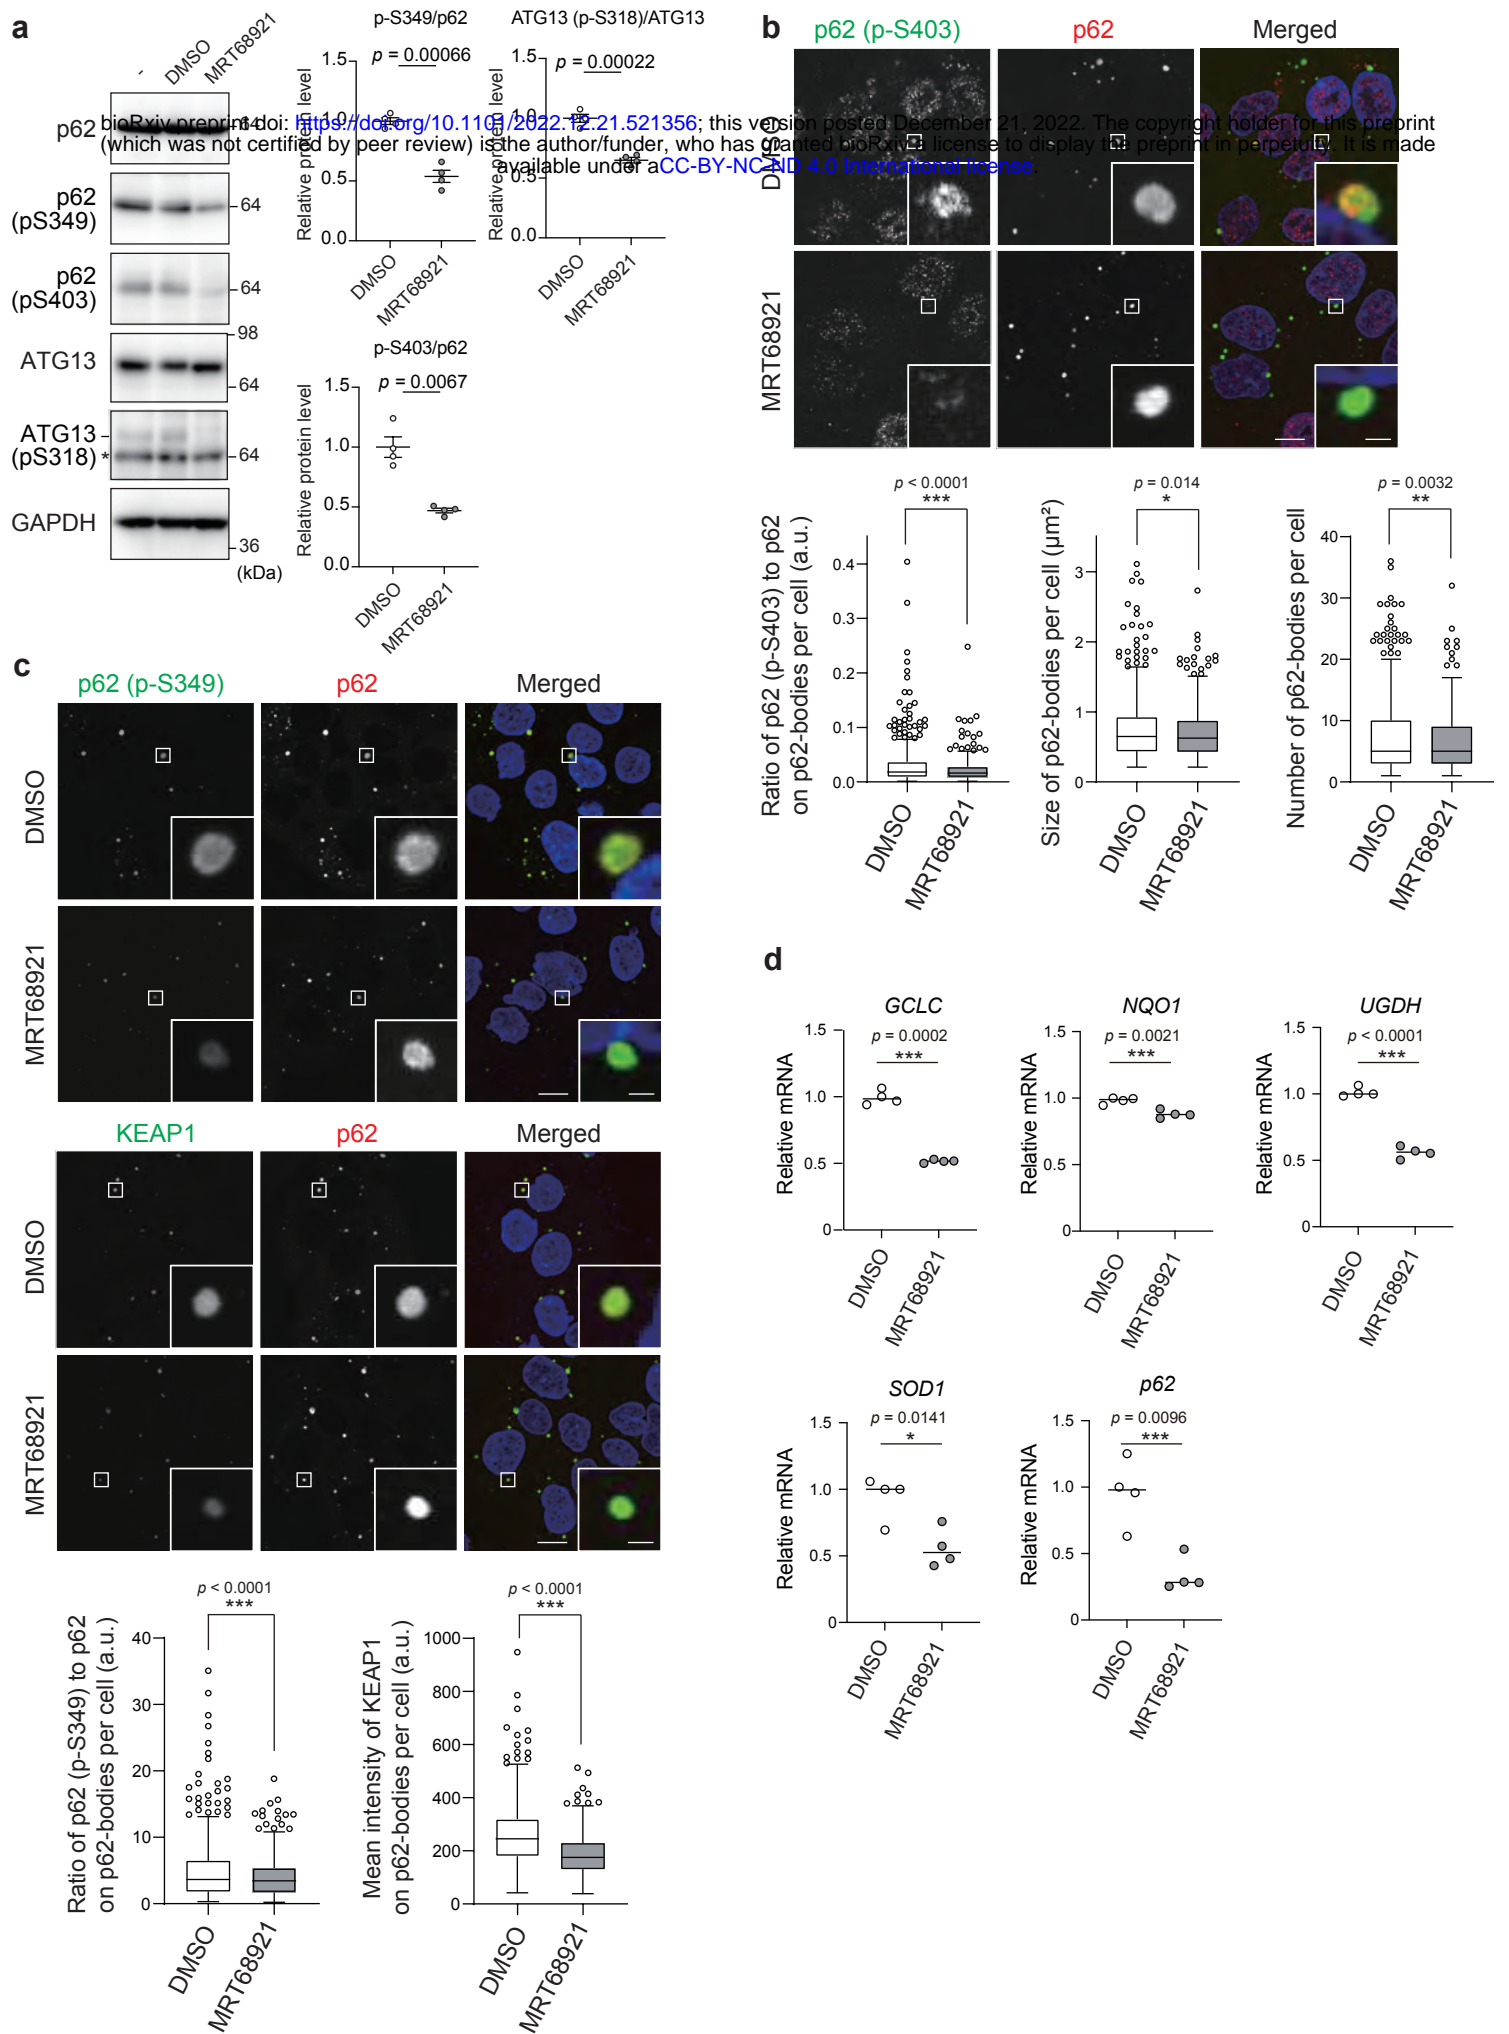 a
-
DMSO
MRT68921
p62
64
p62
(pS349)
64
p62
(pS403)
64
98
ATG13
64
ATG13
(pS318)
*
64
GAPDH
36
(kDa)
p-S349/p62
p = 0.00066
Relative protein level
1.5
1.0
0.5
0.0
DMSO
MRT68921
ATG13 (p-S318)/ATG13
p = 0.00022
Relative protein level
1.5
1.0
0.5
0.0
DMSO
MRT68921
p-S403/p62
p = 0.0067
Relative protein level
1.5
1.0
0.5
0.0
DMSO
MRT68921
bioRxiv preprint doi: https://doi.org/10.1101/2022.12.21.521356; this version posted December 21, 2022. The copyright holder for this preprint
(which was not certified by peer review) is the author/funder, who has granted bioRxiv a license to display the preprint in perpetuity. It is made
available under aCC-BY-NC-ND 4.0 International license.
b
p62 (p-S403)
p62
Merged
DMSO
MRT68921
Ratio of p62 (p-S403) to p62
on p62-bodies per cell (a.u.)
p < 0.0001
***
0.4
0.3
0.2
0.1
0.0
DMSO
MRT68921
Size of p62-bodies per cell (µm²)
p = 0.014
*
3
2
1
0
DMSO
MRT68921
Number of p62-bodies per cell
p = 0.0032
**
40
30
20
10
0
DMSO
MRT68921
c
p62 (p-S349)
p62
Merged
DMSO
MRT68921
KEAP1
p62
Merged
DMSO
MRT68921
Ratio of p62 (p-S349) to p62
on p62-bodies per cell (a.u.)
p < 0.0001
***
40
30
20
10
0
DMSO
MRT68921
Mean intensity of KEAP1
on p62-bodies per cell (a.u.)
p < 0.0001
***
1000
800
600
400
200
0
DMSO
MRT68921
d
GCLC
p = 0.0002
***
Relative mRNA
1.5
1.0
0.5
0
DMSO
MRT68921
NQO1
p = 0.0021
***
Relative mRNA
1.5
1.0
0.5
0
DMSO
MRT68921
UGDH
p < 0.0001
***
Relative mRNA
1.5
1.0
0.5
0
DMSO
MRT68921
SOD1
p = 0.0141
*
Relative mRNA
1.5
1.0
0.5
0
DMSO
MRT68921
p62
p = 0.0096
***
Relative mRNA
1.5
1.0
0.5
0
DMSO
MRT68921